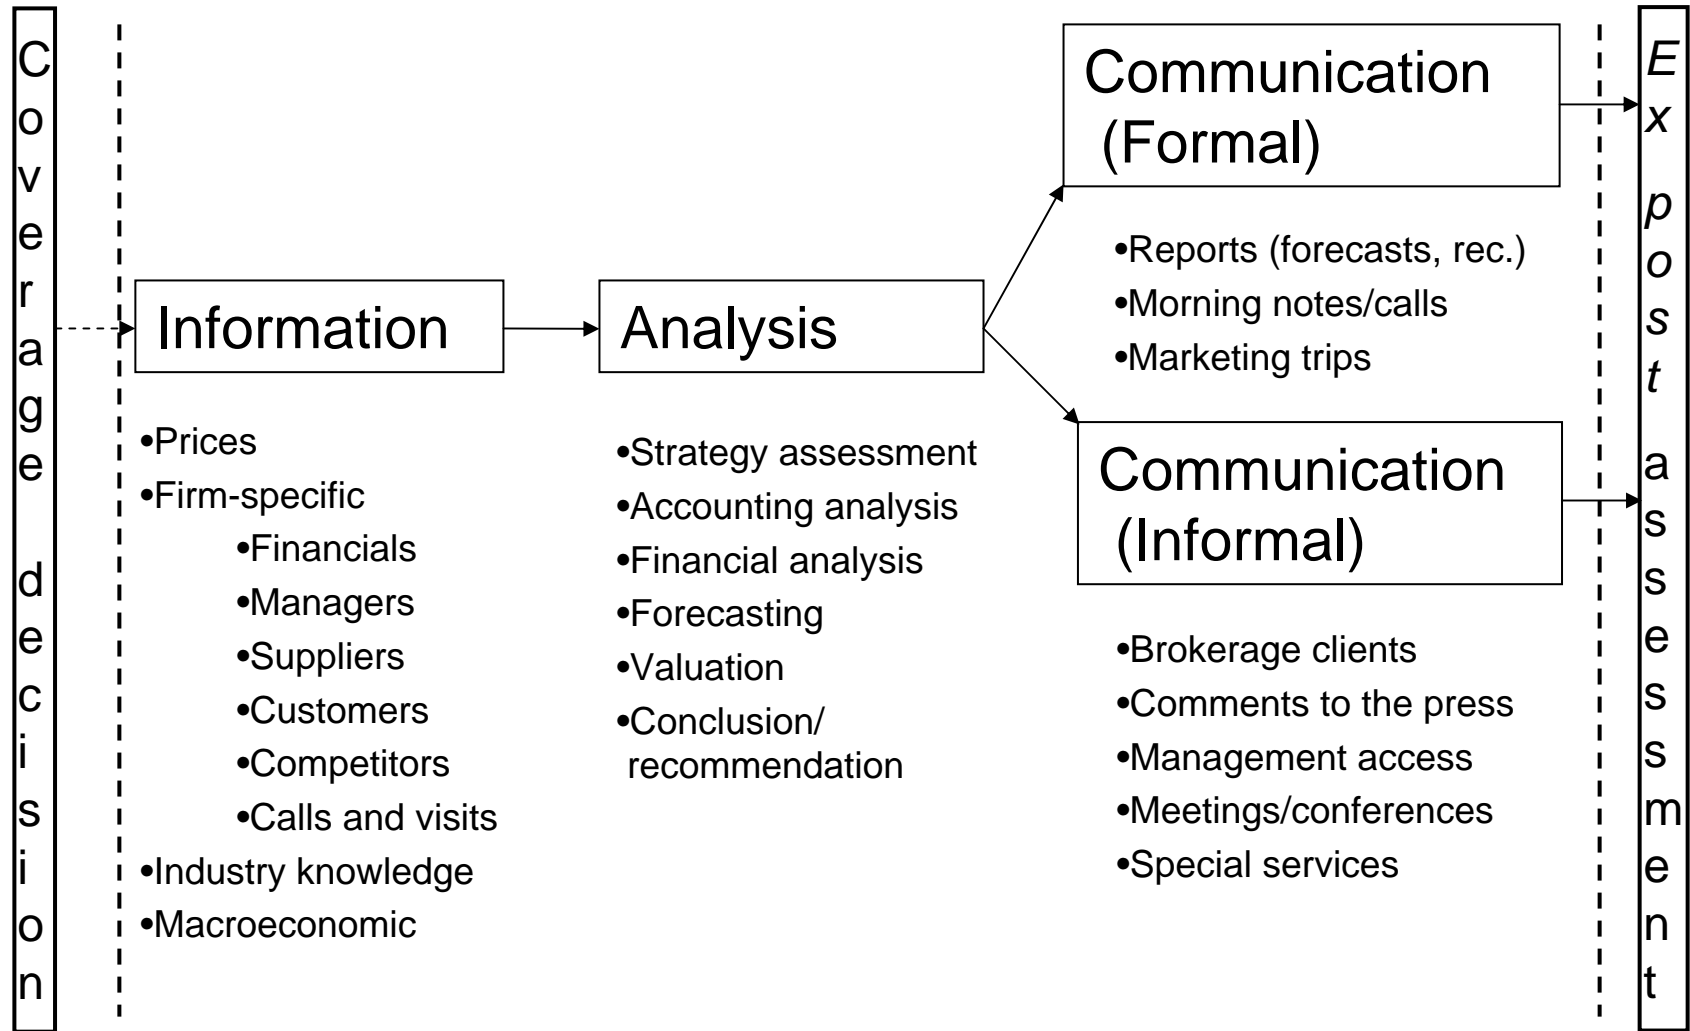 Coverage decision
Information
•Prices
•Firm-specific
•Financials
•Managers
•Suppliers
•Customers
•Competitors
•Calls and visits
•Industry knowledge
•Macroeconomic
Analysis
•Strategy assessment
•Accounting analysis
•Financial analysis
•Forecasting
•Valuation
•Conclusion/
recommendation
Communication
(Formal)
•Reports (forecasts, rec.)
•Morning notes/calls
•Marketing trips
Communication
(Informal)
•Brokerage clients
•Comments to the press
•Management access
•Meetings/conferences
•Special services
Ex post assessment